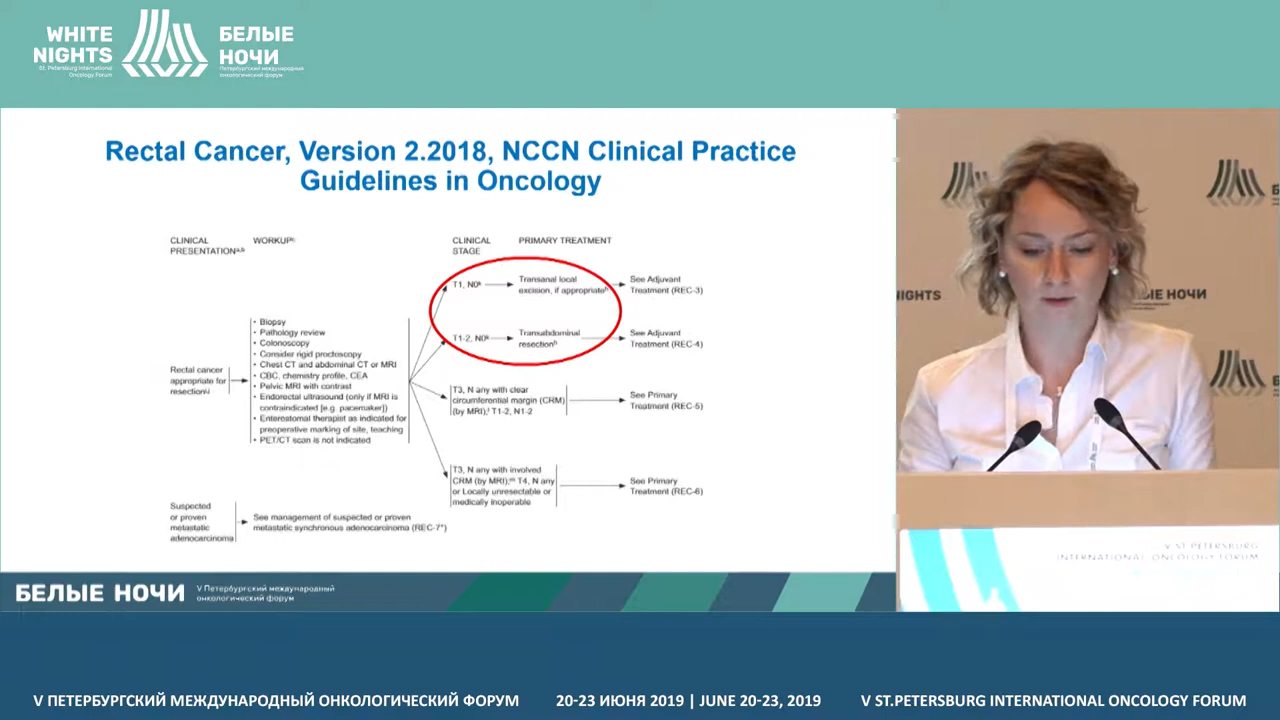 WHITE
NIGHTS
St. Petersburg International
Oncology Forum
БЕЛЫЕ
НОЧИ
Петербургский международный
онкологический форум
Rectal Cancer, Version 2.2018, NCCN Clinical Practice
Guidelines in Oncology
CLINICAL
PRESENTATIONa,b
WORKUP
CLINICAL
STAGE
PRIMARY TREATMENT
T1, N0
Transanal local
excision, if appropriate
See Adjuvant
Treatment (REC-3)
T1-2, N0
Transabdominal
resection
See Adjuvant
Treatment (REC-4)
Rectal cancer
appropriate for
resection
• Biopsy
• Pathology review
• Colonoscopy
• Consider rigid proctoscopy
• Chest CT and abdominal CT or MRI
• CBC, chemistry profile, CEA
• Pelvic MRI with contrast
• Endorectal ultrasound (only if MRI is
contraindicated [e.g. pacemaker])
• Enterostomal therapist as indicated for
preoperative marking of site, teaching
• PET/CT scan is not indicated
T3, N any with clear
circumferential margin (CRM)
(by MRI); T1-2, N1-2
See Primary
Treatment (REC-5)
T3, N any with involved
CRM (by MRI); T4, N any
or Locally unresectable or
medically inoperable
See Primary
Treatment (REC-6)
Suspected
or proven
metastatic
adenocarcinoma
See management of suspected or proven
metastatic synchronous adenocarcinoma (REC-7*)
БЕЛЫЕ НОЧИ
V Петербургский международный
онкологический форум
NIGHTS
БЕ
ЛЫЕ НОЧИ
V ST.PETERSBURG
INTERNATIONAL ONCOLOGY FORUM
V ПЕТЕРБУРГСКИЙ МЕЖДУНАРОДНЫЙ ОНКОЛОГИЧЕСКИЙ ФОРУМ
20-23 ИЮНЯ 2019 | JUNE 20-23, 2019
V ST.PETERSBURG INTERNATIONAL ONCOLOGY FORUM